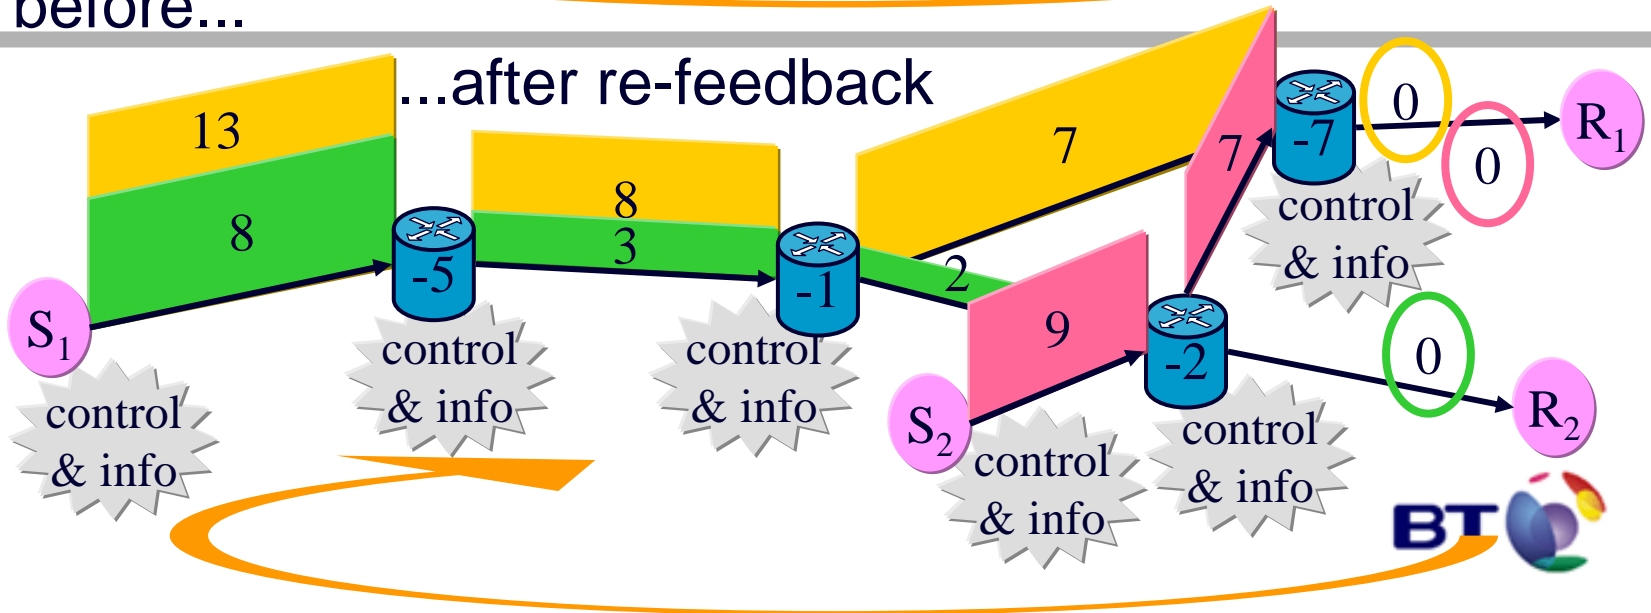 before...
...after re-feedback
13
8
8
3
7
7
2
9
0
0
0
-5
-1
-7
-2
S1
S2
R1
R2
control
& info
control
& info
control
& info
control
& info
control
& info
control
& info
BT